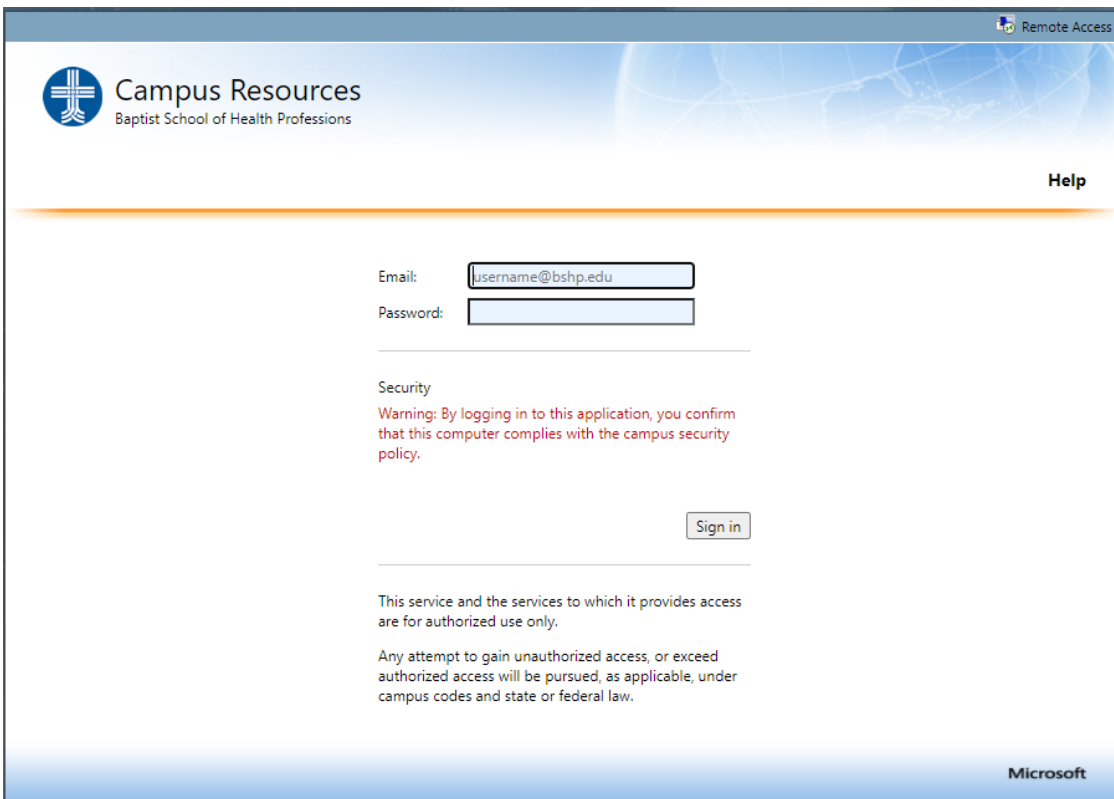 Remote Access
Campus Resources
Baptist School of Health Professions
Help
Email: username@bshp.edu
Password:
Security
Warning: By logging in to this application, you confirm
that this computer complies with the campus security
policy.
Sign in
This service and the services to which it provides access
are for authorized use only.
Any attempt to gain unauthorized access, or exceed
authorized access will be pursued, as applicable, under
campus codes and state or federal law.
Microsoft